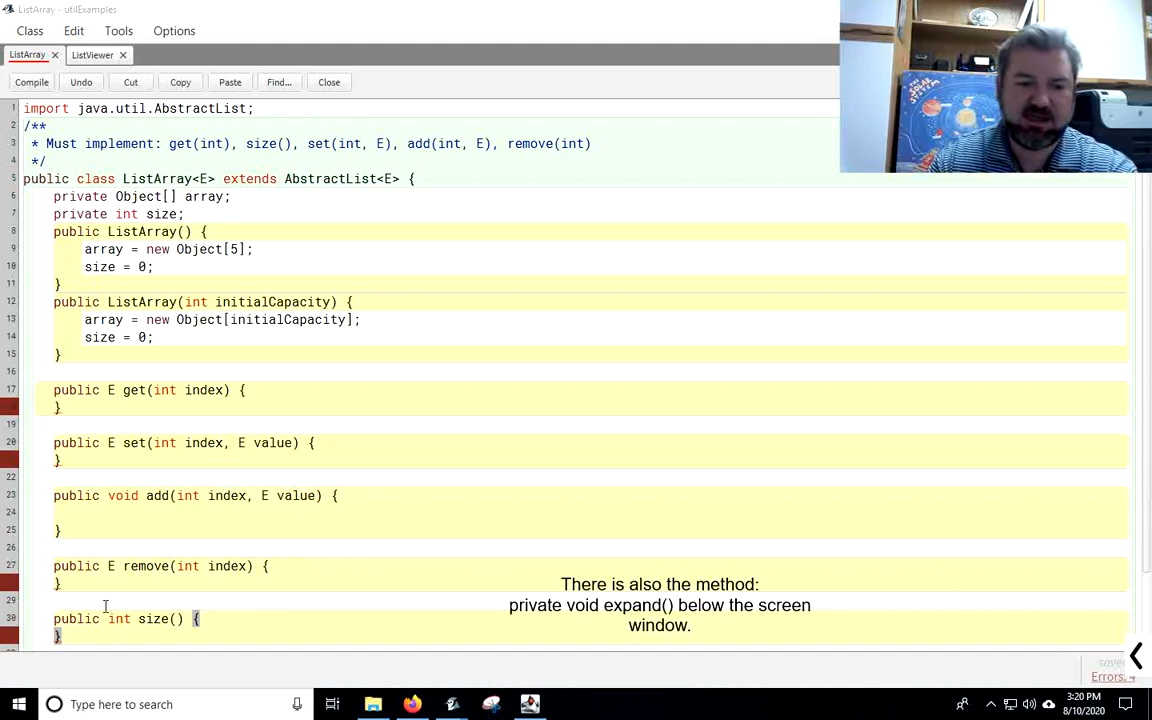 ListArray - utilExamples
Class Edit Tools Options
ListArray ListViewer
Compile Undo Cut Copy Paste Find... Close
1 import java.util.AbstractList;
2 /**
3 * Must implement: get(int), size(), set(int, E), add(int, E), remove(int)
4 */
5 public class ListArray<E> extends AbstractList<E> {
6 private Object[] array;
7 private int size;
8 public ListArray() {
9 array = new Object[5];
10 size = 0;
11 }
12 public ListArray(int initialCapacity) {
13 array = new Object[initialCapacity];
14 size = 0;
15 }
16
17 public E get(int index) {
}
19
20 public E set(int index, E value) {
}
22
23 public void add(int index, E value) {
24
25 }
26
27 public E remove(int index) {
}
29
30 public int size() {
}
There is also the method:
private void expand() below the screen
window.
THE SOLAR SYSTEM
saved
Errors: 4
Type here to search
3:20 PM
8/10/2020